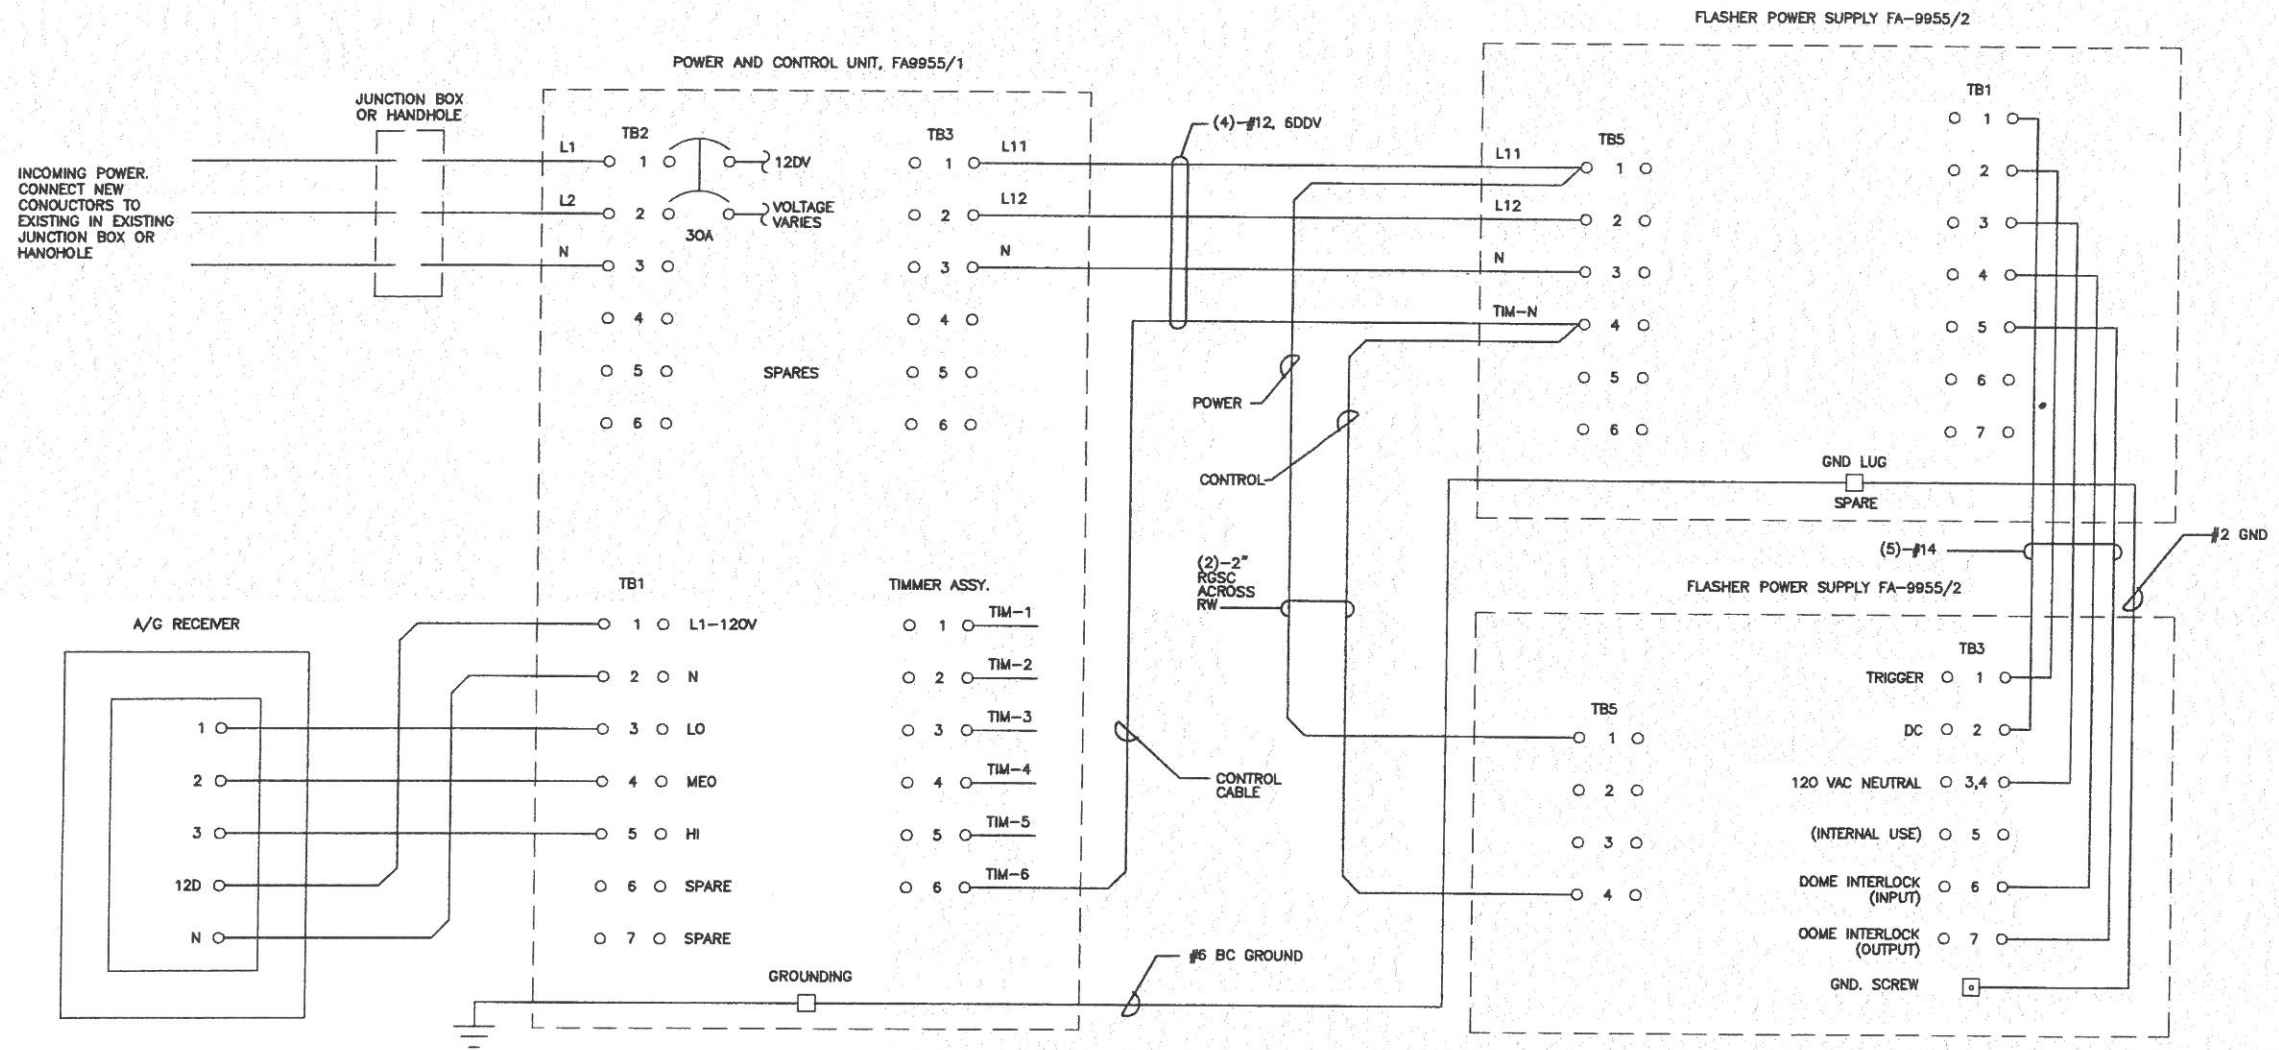 FLASHER POWER SUPPLY FA-9955/2
POWER AND CONTROL UNIT, FA9955/1
JUNCTION BOX
OR HANDHOLE
INCOMING POWER.
CONNECT NEW
CONOUCTORS TO
EXISTING IN EXISTING
JUNCTION BOX OR
HANOHOLE
L1
L2
N
TB2
1
2
3
4
5
6
12DV
VOLTAGE
VARIES
30A
SPARES
TB3
1
2
3
4
5
6
L11
L12
N
(4)-#12, 6DDV
L11
L12
N
TIM-N
TB5
1
2
3
4
5
6
TB1
1
2
3
4
5
6
7
POWER
CONTROL
GND LUG
SPARE
(5)-#14
#2 GND
(2)-2"
RGSC
ACROSS
RW
A/G RECEIVER
1
2
3
12D
N
TB1
1 L1-120V
2 N
3 LO
4 MEO
5 HI
6 SPARE
7 SPARE
TIMMER ASSY.
1 TIM-1
2 TIM-2
3 TIM-3
4 TIM-4
5 TIM-5
6 TIM-6
CONTROL
CABLE
GROUNDING
#6 BC GROUND
FLASHER POWER SUPPLY FA-9955/2
TB5
1
2
3
4
TB3
TRIGGER 1
DC 2
120 VAC NEUTRAL 3,4
(INTERNAL USE) 5
DOME INTERLOCK 6
(INPUT)
OOME INTERLOCK 7
(OUTPUT)
GND. SCREW